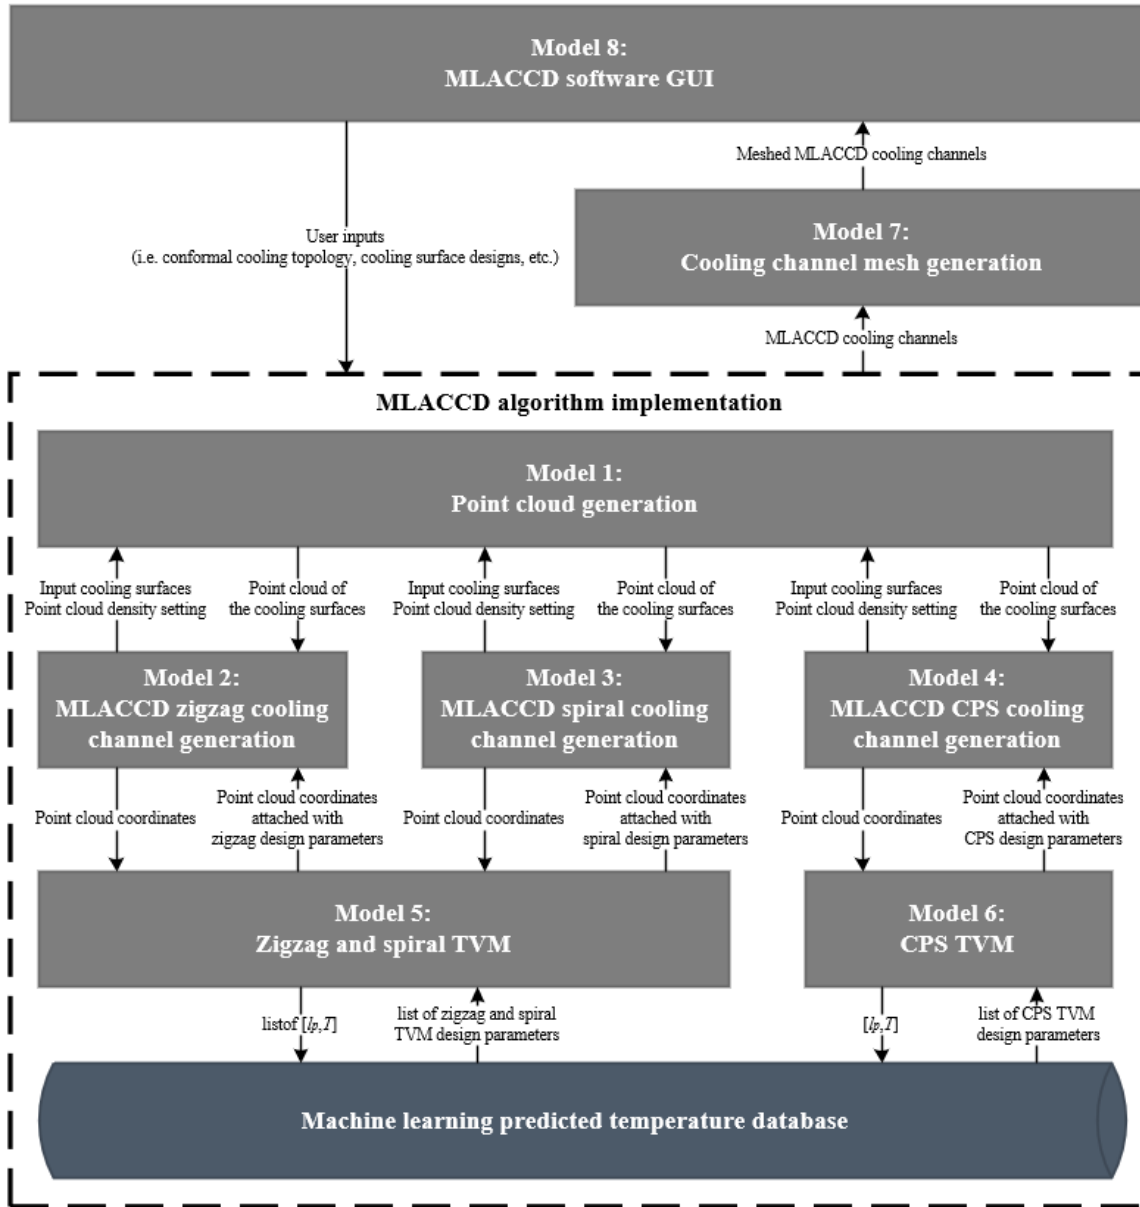 Model 8:
MLACCD software GUI
Meshed MLACCD cooling channels
User inputs
(i.e. conformal cooling topology, cooling surface designs, etc.)
Model 7:
Cooling channel mesh generation
MLACCD cooling channels
MLACCD algorithm implementation
Model 1:
Point cloud generation
Input cooling surfaces
Point cloud density setting
Point cloud of
the cooling surfaces
Input cooling surfaces
Point cloud density setting
Point cloud of
the cooling surfaces
Input cooling surfaces
Point cloud density setting
Point cloud of
the cooling surfaces
Model 2:
MLACCD zigzag cooling
channel generation
Model 3:
MLACCD spiral cooling
channel generation
Model 4:
MLACCD CPS cooling
channel generation
Point cloud coordinates
Point cloud coordinates
attached with
zigzag design parameters
Point cloud coordinates
Point cloud coordinates
attached with
spiral design parameters
Point cloud coordinates
Point cloud coordinates
attached with
CPS design parameters
Model 5:
Zigzag and spiral TVM
Model 6:
CPS TVM
listof [lp,T]
list of zigzag and spiral
TVM design parameters
[lp,T]
list of CPS TVM
design parameters
Machine learning predicted temperature database